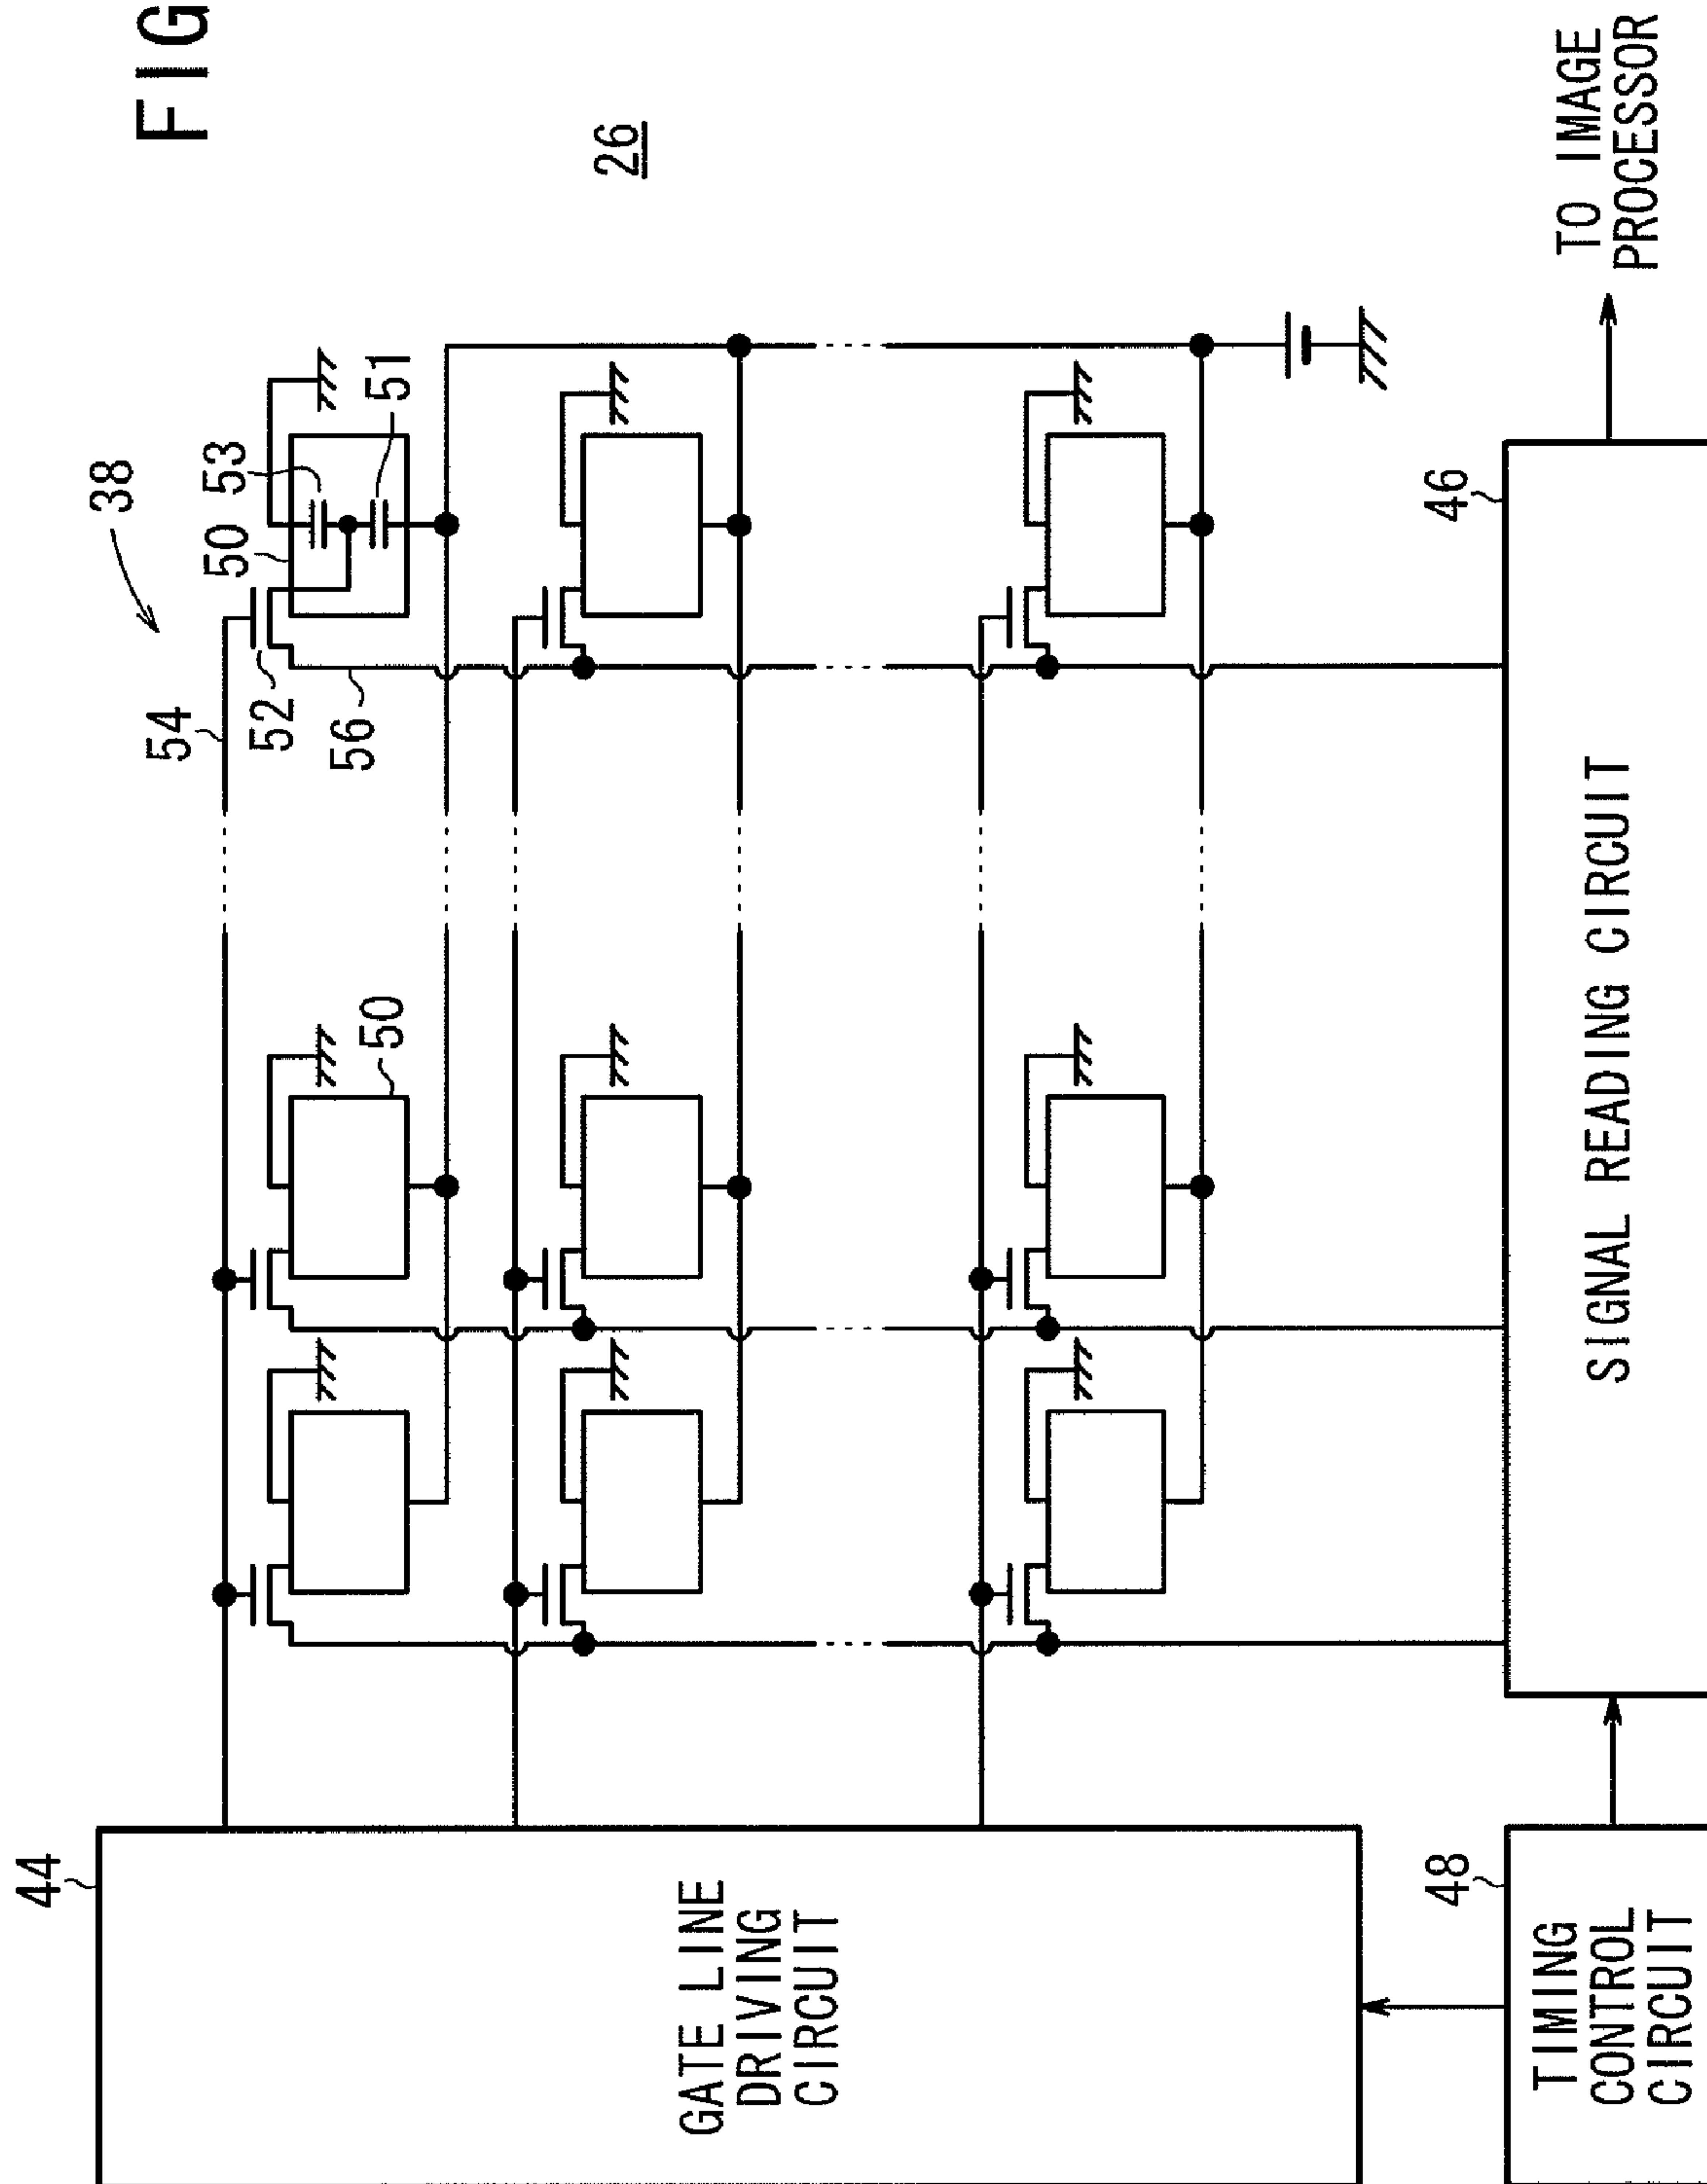 FIG
26
38
44
54
52
56
50
53
51
50
GATE LINE
DRIVING
CIRCUIT
48
TIMING
CONTROL
CIRCUIT
46
SIGNAL READING CIRCUIT
TO IMAGE
PROCESSOR